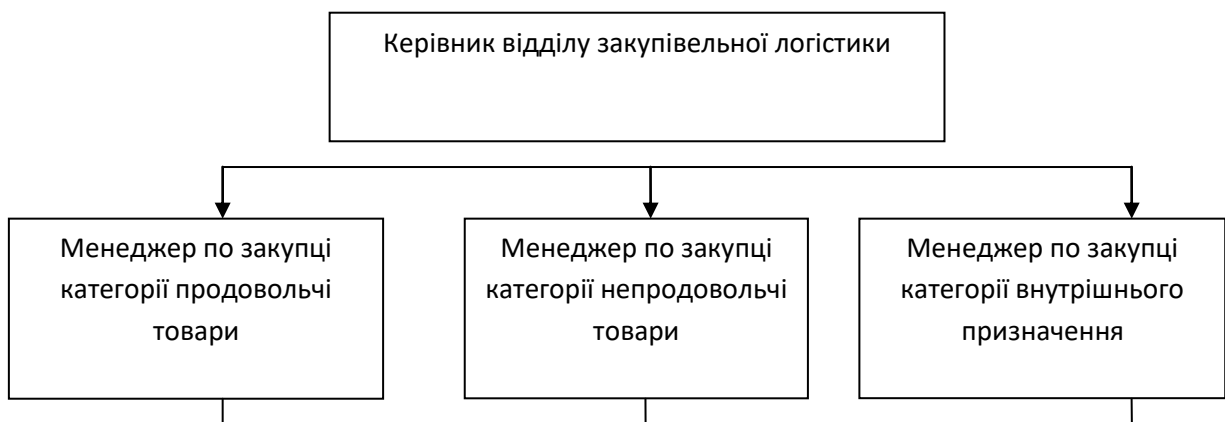 Керівник відділу закупівельної логістики
Менеджер по закупці
категорії продовольчі
товари
Менеджер по закупці
категорії непродовольчі
товари
Менеджер по закупці
категорії внутрішнього
призначення